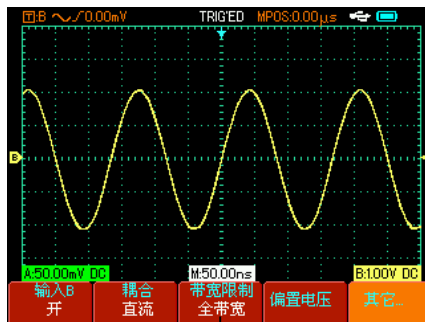 T:B 0.00mV TRIG'ED MPOS:0.00μs
B
A:50.00mV DC M:50.00ns B:1.00V DC
输入B 耦合 带宽限制 偏置电压 其它...
开 直流 全带宽